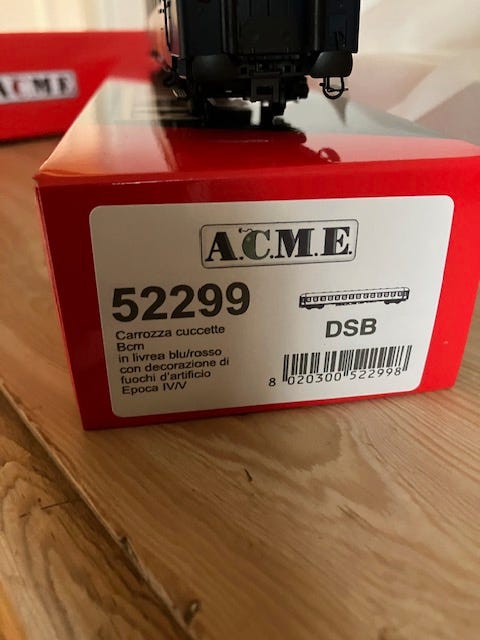 A.C.M.E
A.C.M.E.
52299
Carrozza cuccette
Bcm
in livrea blu/rosso
con decorazione di
fuochi d'artificio
Epoca IV/V
DSB
8 020300 522998